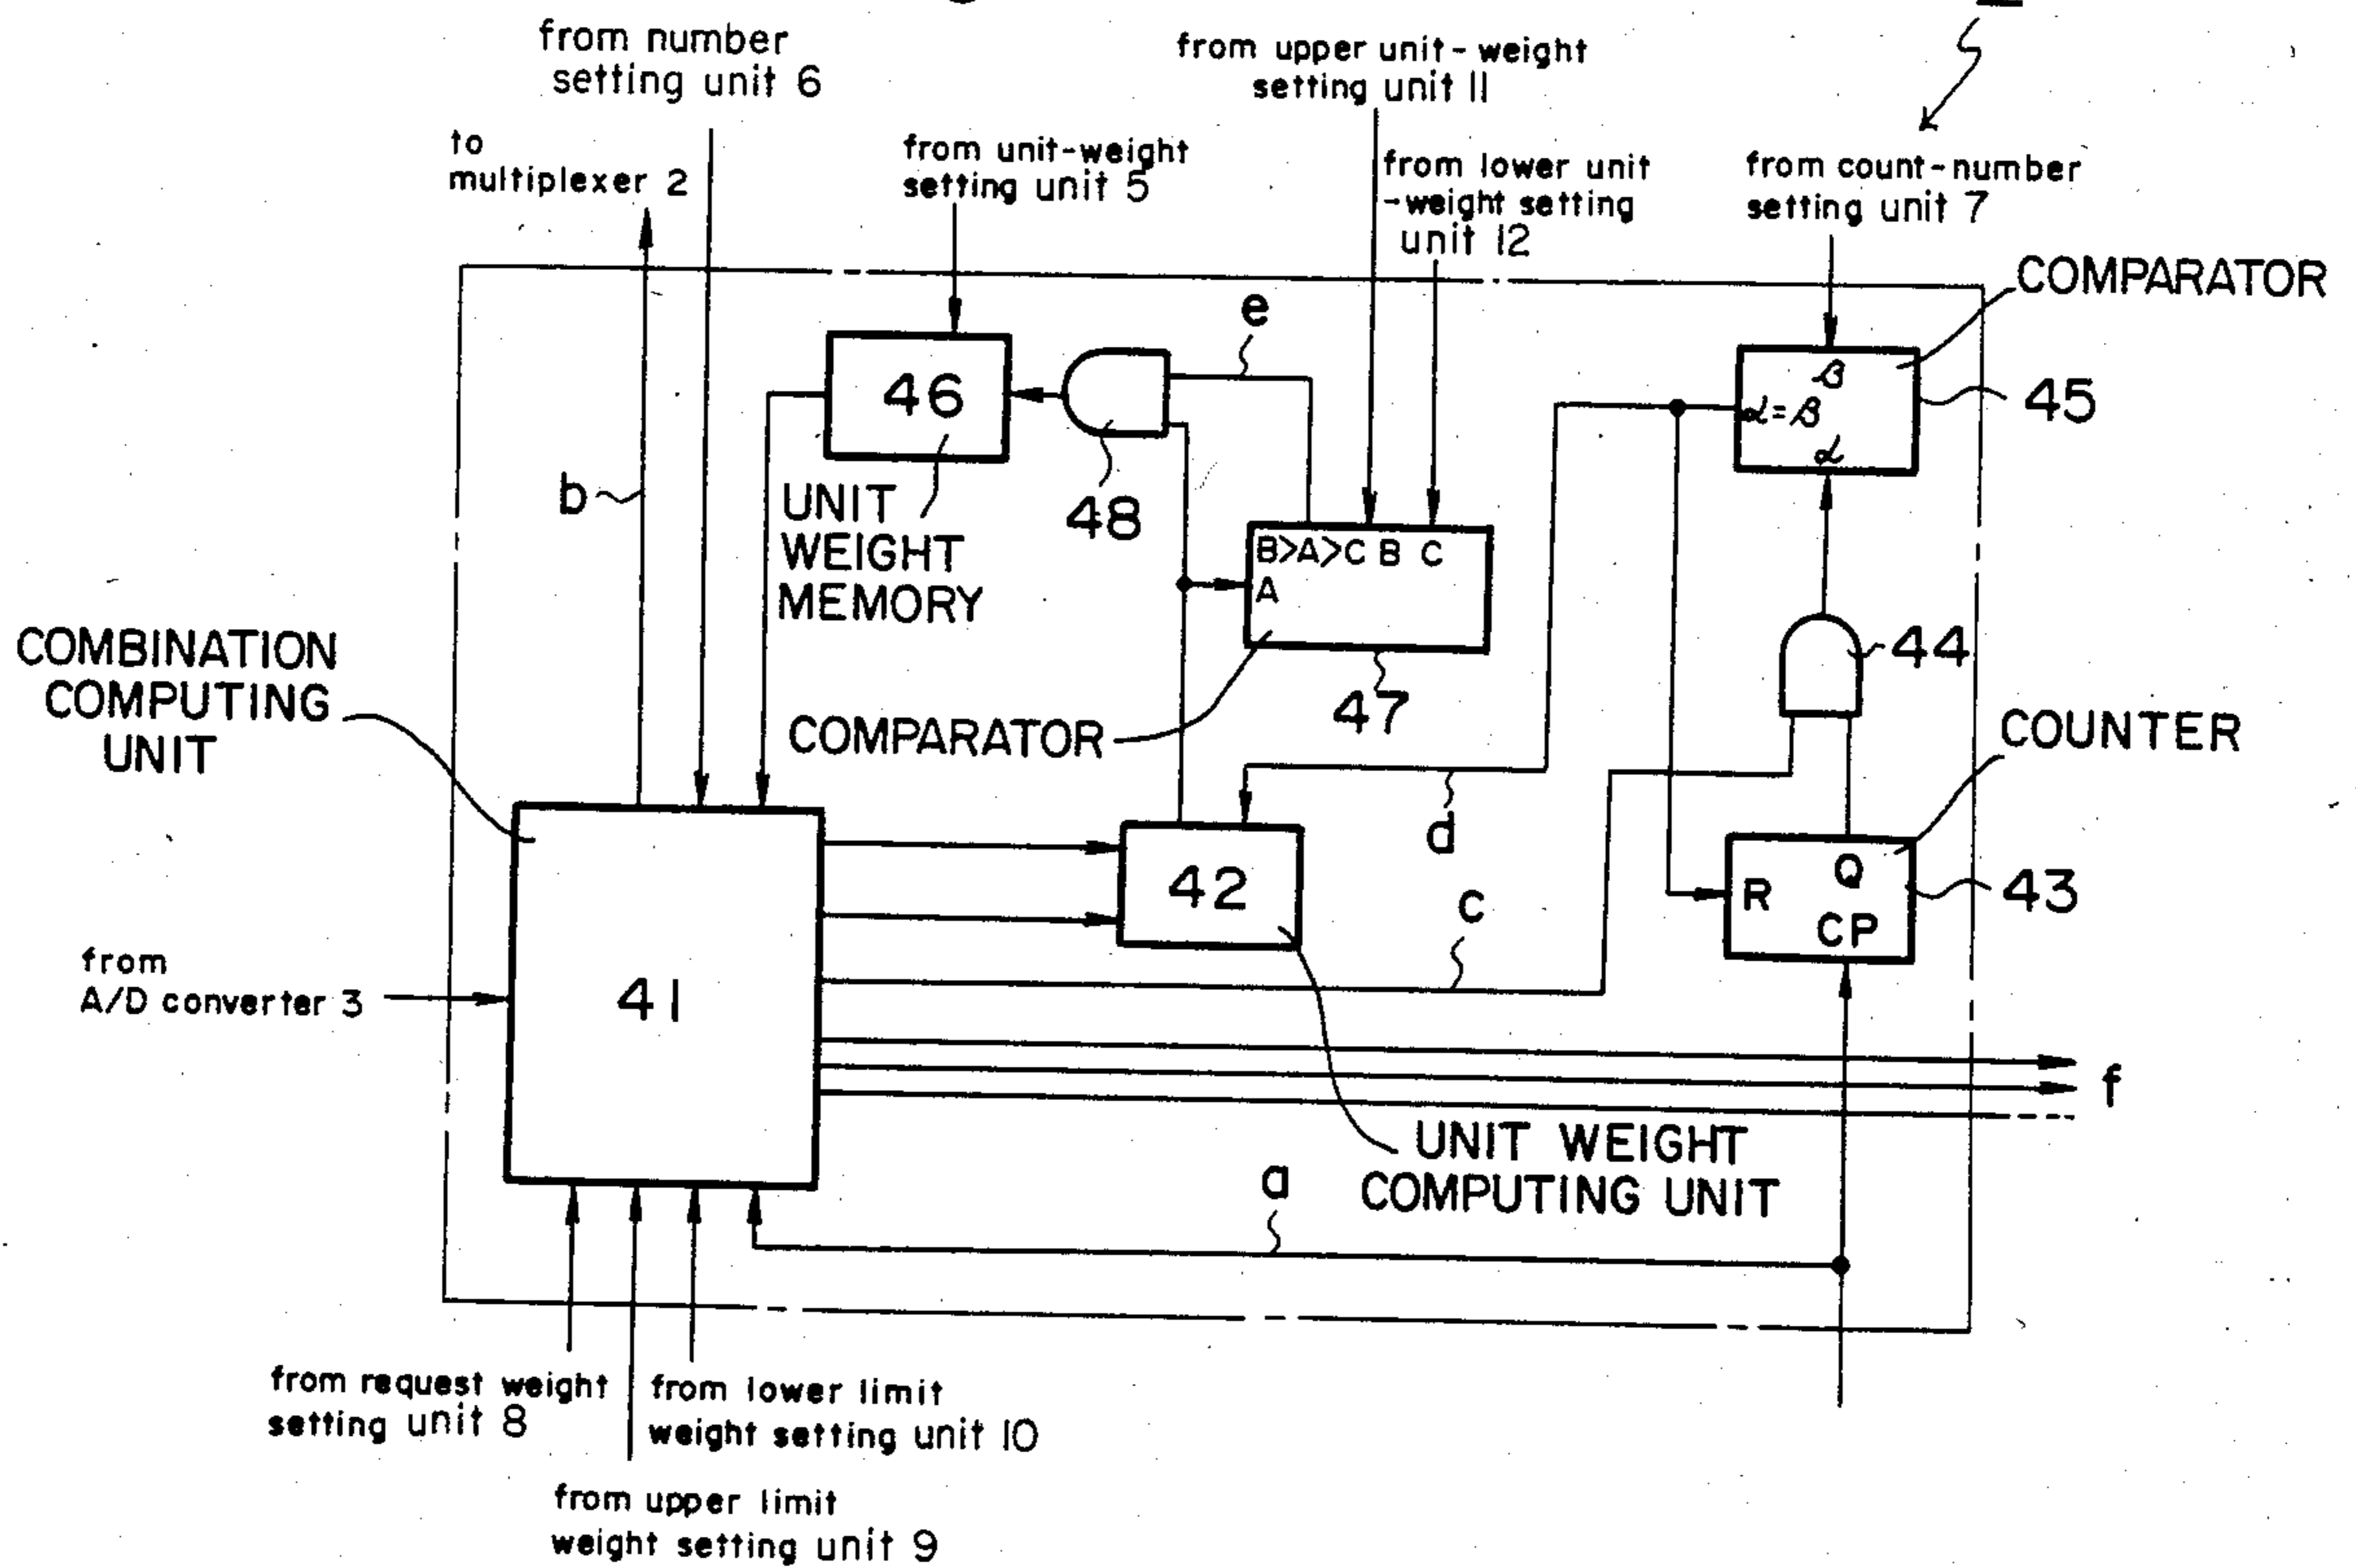 from number
setting unit 6
from upper unit-weight
setting unit 11
to
multiplexer 2
from unit-weight
setting unit 5
from lower unit
-weight setting
unit 12
from count-number
setting unit 7
COMPARATOR
e
46
β
α=β
α
45
b
UNIT
WEIGHT
MEMORY
48
B>A>C B C
A
47
COMPARATOR
44
COMBINATION
COMPUTING
UNIT
COUNTER
d
42
Q
R
CP
43
c
from
A/D converter 3
41
f
UNIT WEIGHT
COMPUTING UNIT
a
from request weight
setting unit 8
from lower limit
weight setting unit 10
from upper limit
weight setting unit 9